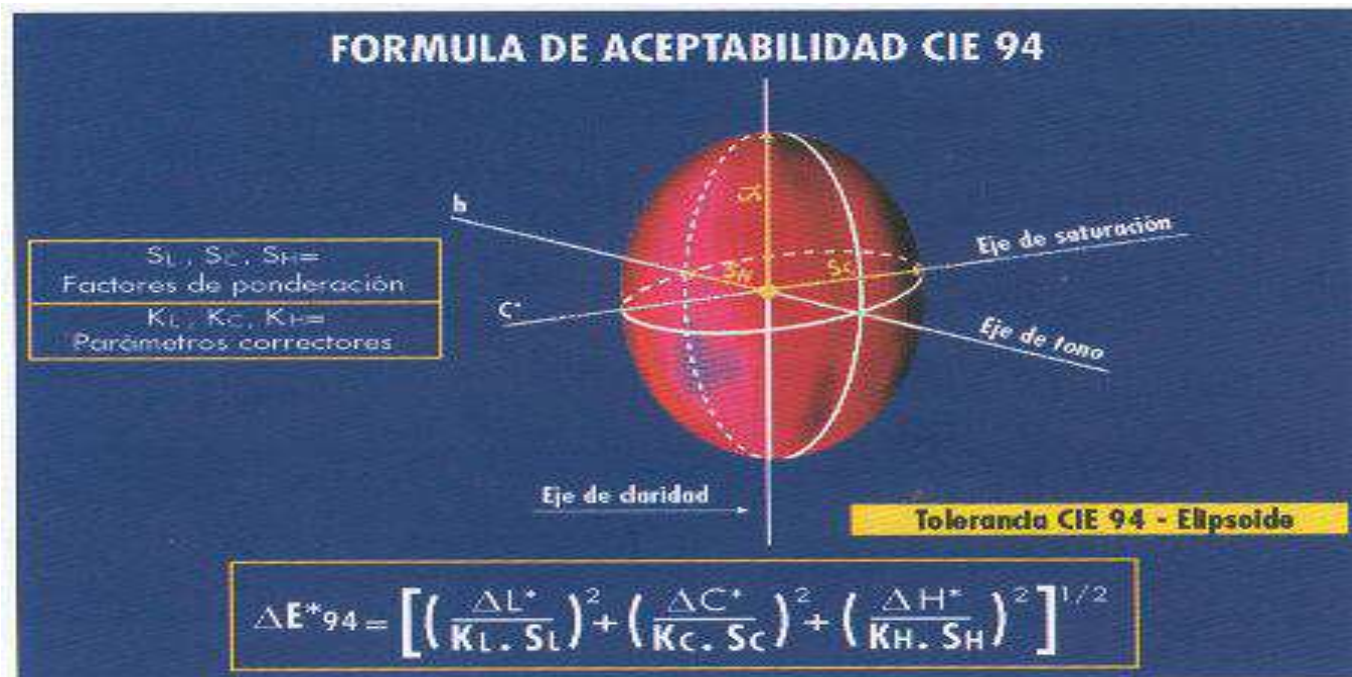 FORMULA DE ACEPTABILIDAD CIE 94
h
C*
SL , SC, SH=
Factores de ponderación
KL, KC, KH=
Parámetros correctores
SH
Sc
Eje de saturación
Eje de tono
Eje de claridad
Tolerancia CIE 94 - Elipsoide
ΔE*94 = [(ΔL*/KL. SL)² + (ΔC*/KC. SC)² + (ΔH*/KH. SH)²]1/2